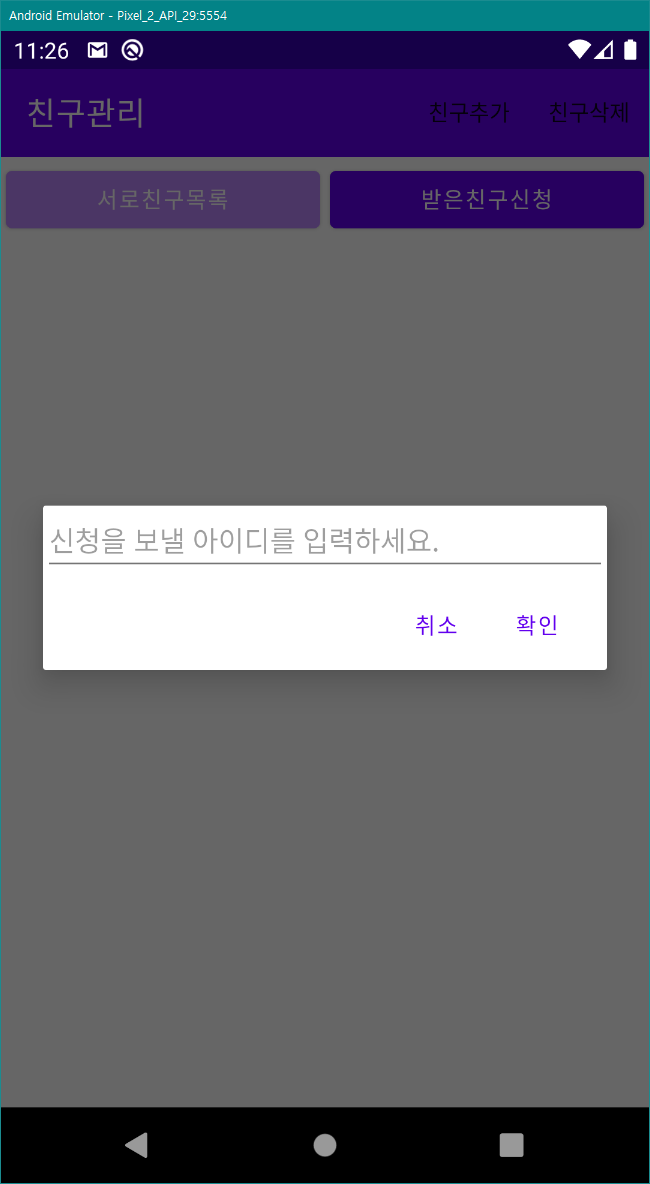 Android Emulator - Pixel_2_API_29:5554
11:26
친구관리 친구추가 친구삭제
서로친구목록 받은친구신청
신청을 보낼 아이디를 입력하세요.
취소 확인